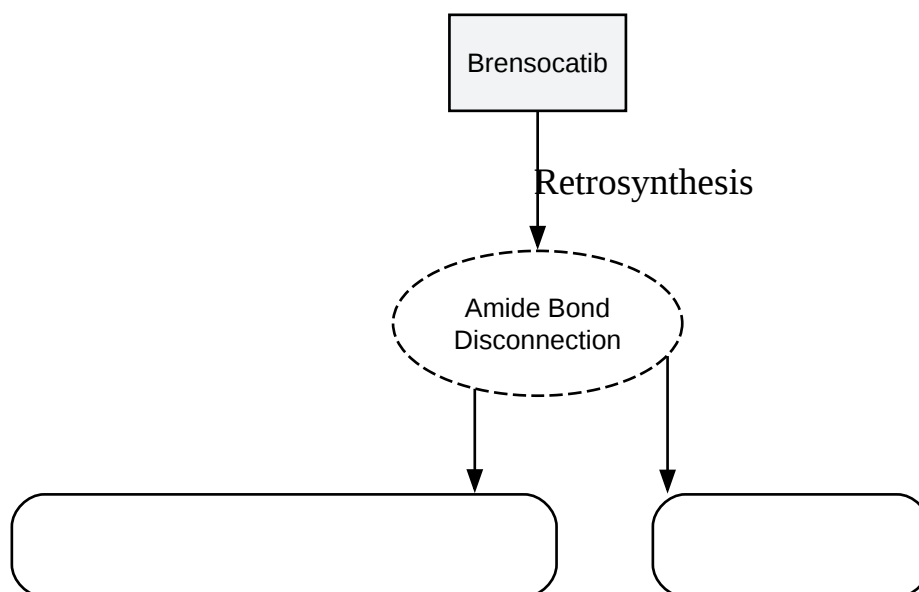 Brensocatib
Retrosynthesis
Amide Bond
Disconnection